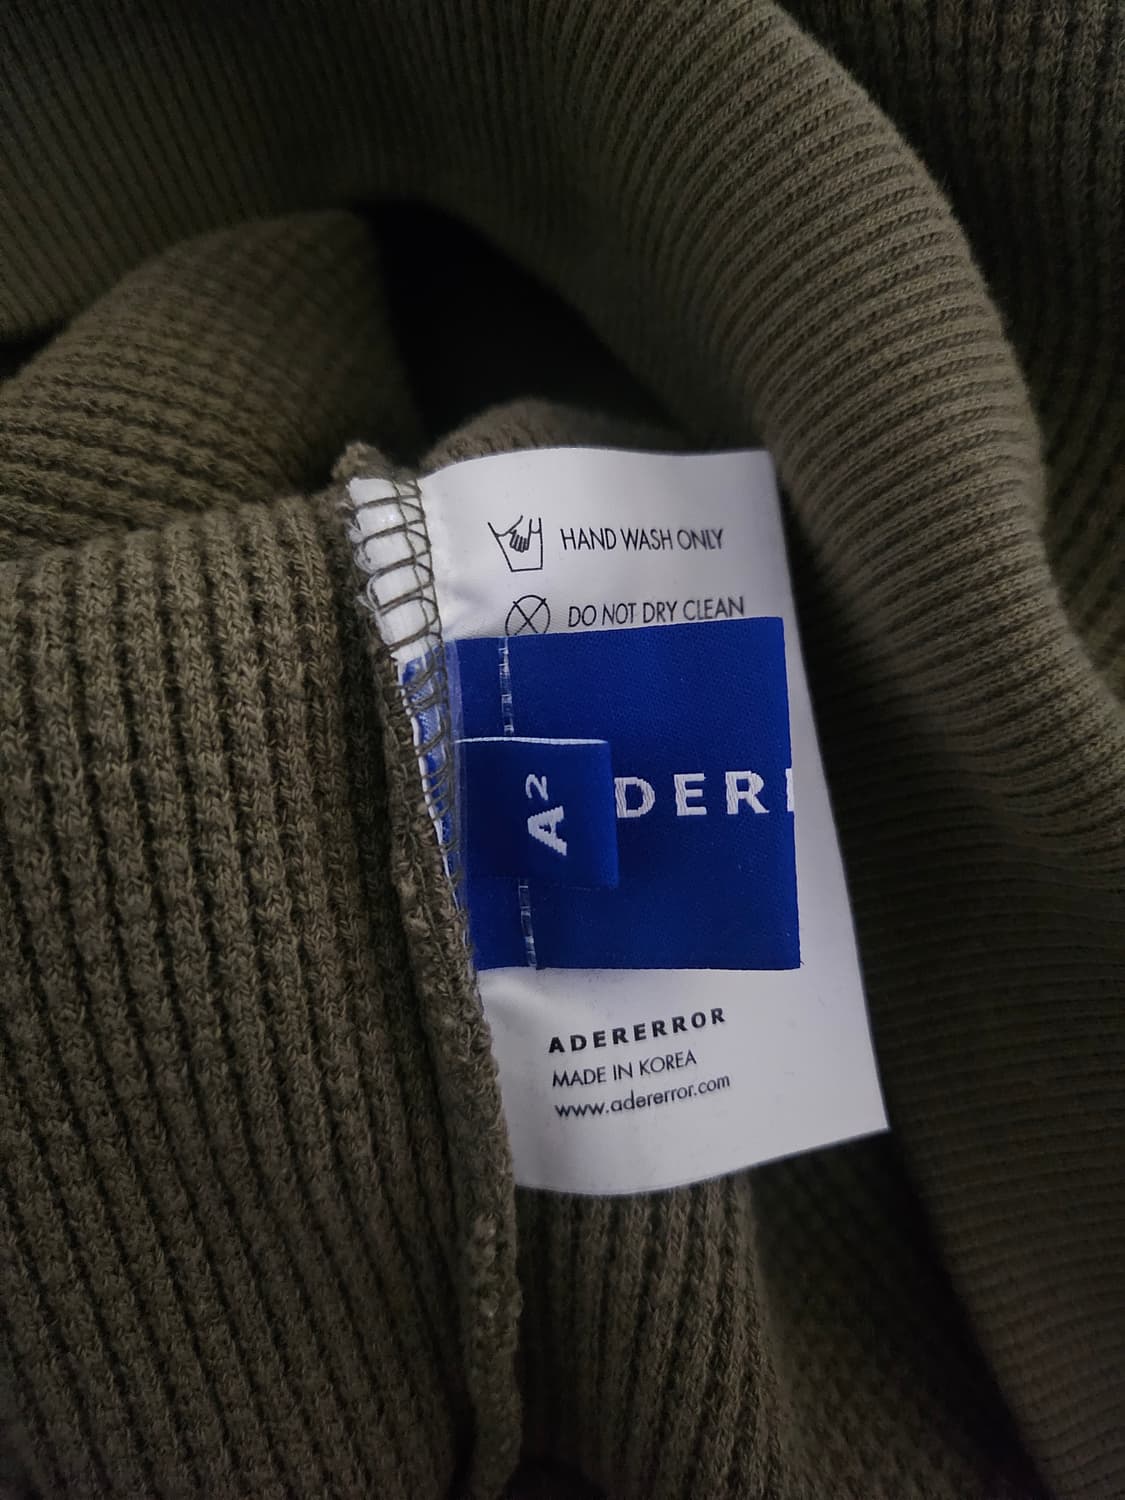 HAND WASH ONLY
DO NOT DRY CLEAN
A²
DER
ADERERROR
MADE IN KOREA
www.adererror.com